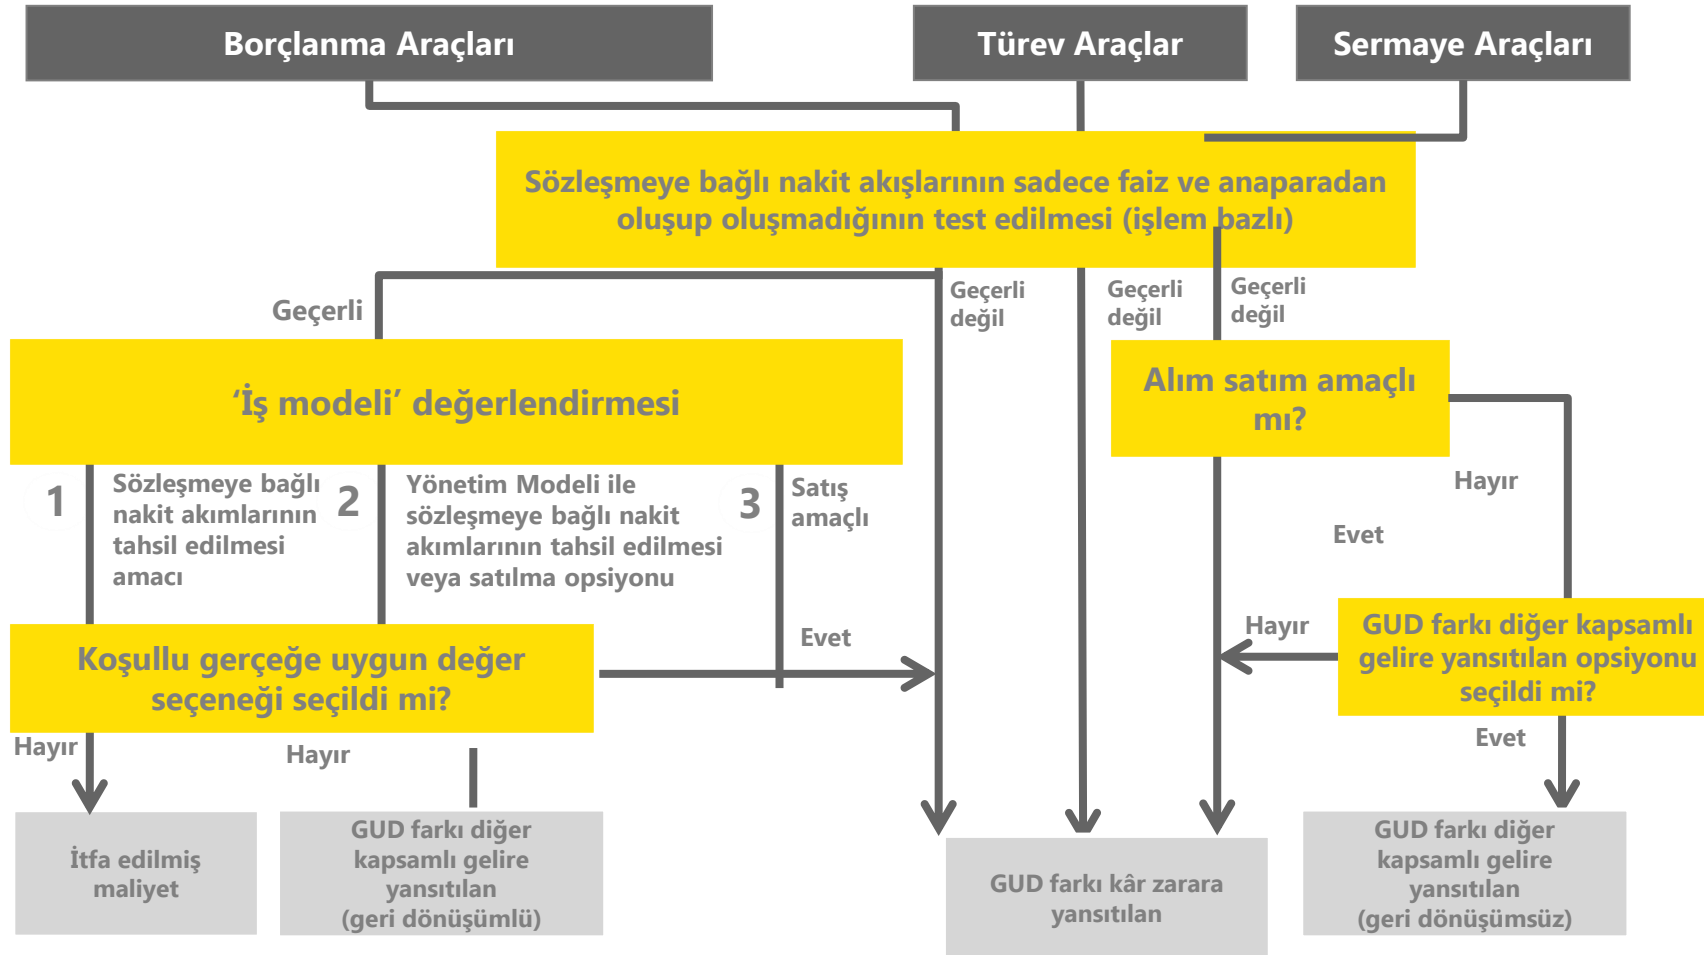 Borçlanma Araçları
Türev Araçlar
Sermaye Araçları
Sözleşmeye bağlı nakit akışlarının sadece faiz ve anaparadan
oluşup oluşmadığının test edilmesi (işlem bazlı)
Geçerli
Geçerli
değil
Geçerli
değil
Geçerli
değil
‘İş modeli’ değerlendirmesi
Alım satım amaçlı
mı?
1
Sözleşmeye bağlı
nakit akımlarının
tahsil edilmesi
amacı
2
Yönetim Modeli ile
sözleşmeye bağlı nakit
akımlarının tahsil edilmesi
veya satılma opsiyonu
3
Satış
amaçlı
Hayır
Evet
Koşullu gerçeğe uygun değer
seçeneği seçildi mi?
Evet
Hayır
GUD farkı diğer kapsamlı
gelire yansıtılan opsiyonu
seçildi mi?
Hayır
Hayır
Evet
İtfa edilmiş
maliyet
GUD farkı diğer
kapsamlı gelire
yansıtılan
(geri dönüşümlü)
GUD farkı kâr zarara
yansıtılan
GUD farkı diğer
kapsamlı gelire
yansıtılan
(geri dönüşümsüz)